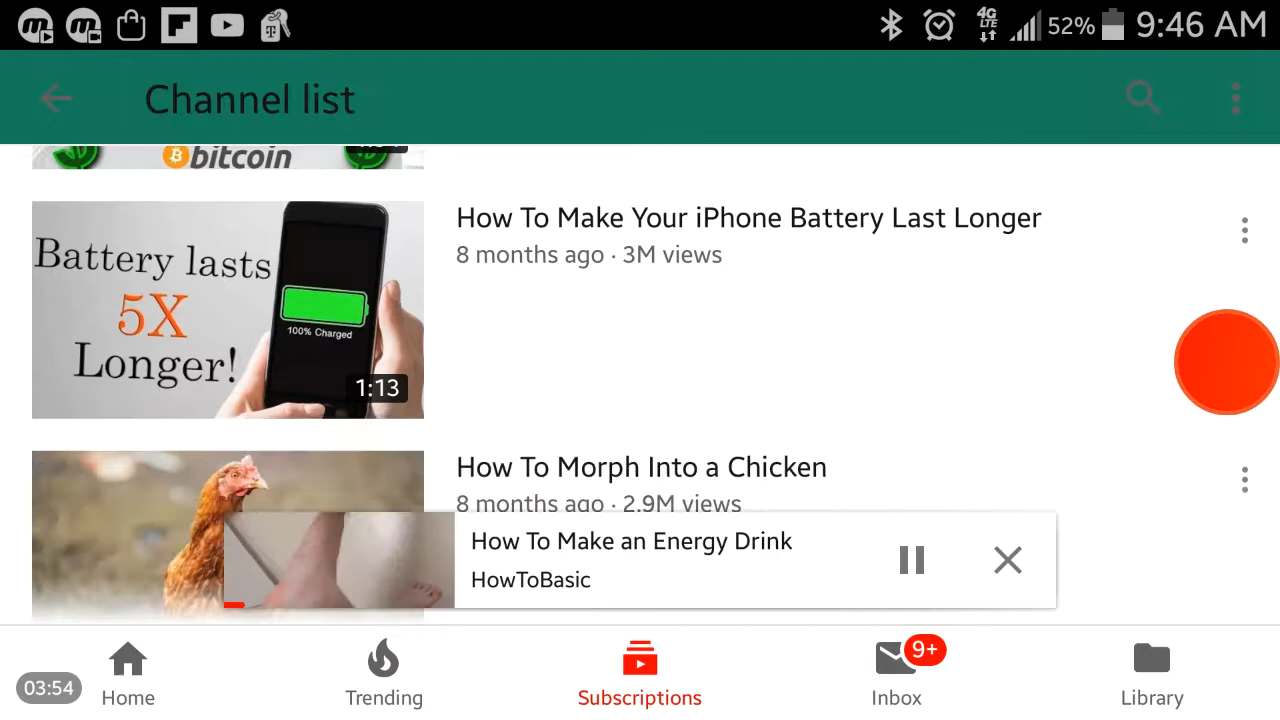 4G
LTE
52%
9:46 AM
Channel list
bitcoin
How To Make Your iPhone Battery Last Longer
8 months ago · 3M views
Battery lasts
5X
Longer!
100% Charged
1:13
How To Morph Into a Chicken
8 months ago · 2.9M views
How To Make an Energy Drink
HowToBasic
9+
03:54
Home
Trending
Subscriptions
Inbox
Library